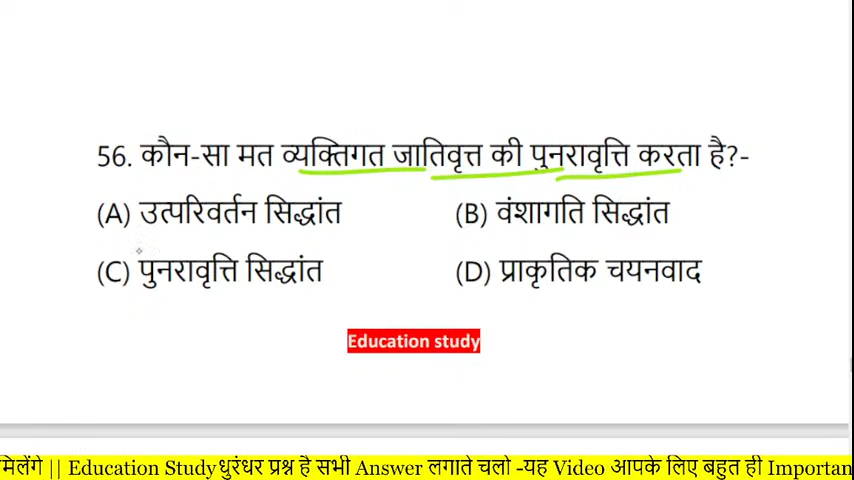 56. कौन-सा मत व्यक्तिगत जातिवृत्त की पुनरावृत्ति करता है?-
(A) उत्परिवर्तन सिद्धांत (B) वंशागति सिद्धांत
(C) पुनरावृत्ति सिद्धांत (D) प्राकृतिक चयनवाद
Education study
मिलेंगे || Education Studyधुरंधर प्रश्न है सभी Answer लगाते चलो -यह Video आपके लिए बहुत ही Importan